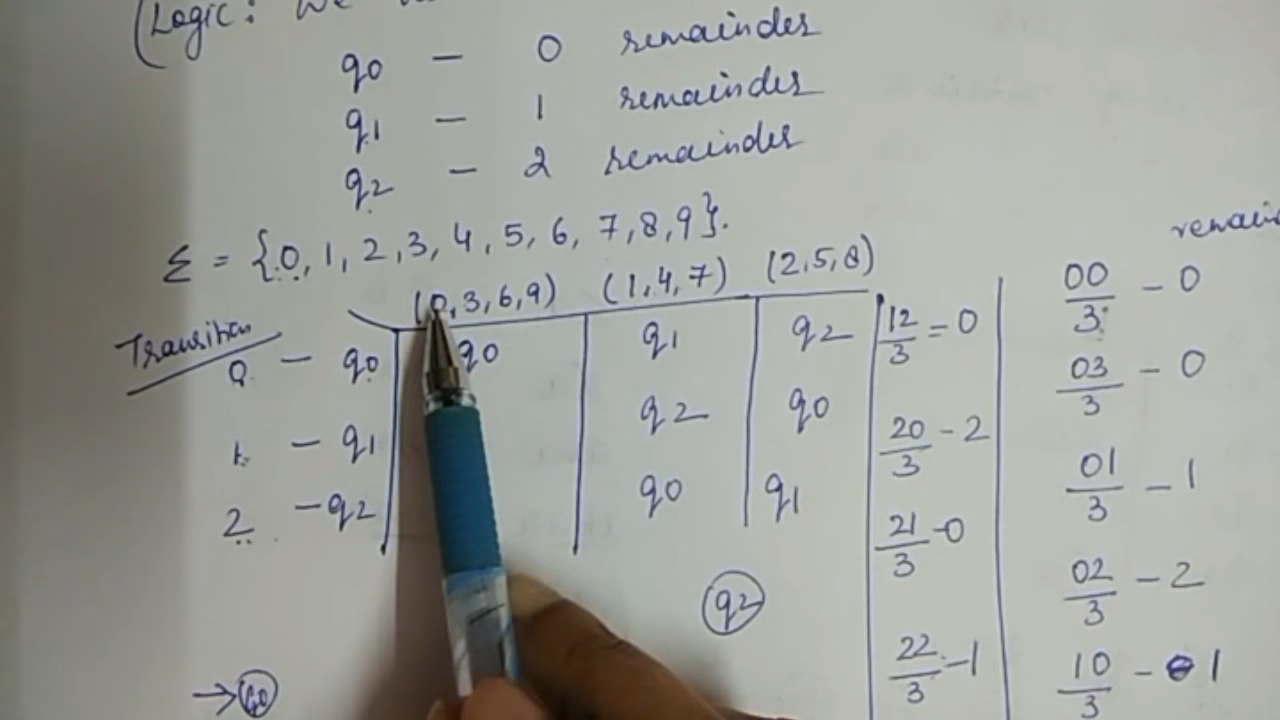 (Logic: We
q0 - 0 remainder
q1 - 1 remainder
q2 - 2 remainder
Σ = {0, 1, 2, 3, 4, 5, 6, 7, 8, 9}.
(0, 3, 6, 9) (1, 4, 7) (2, 5, 8)
Transition
0 - q0 q0 q1 q2
1 - q1 q2 q0
2 - q2 q0 q1
q2
→ q0
12/3 = 0
20/3 - 2
21/3 - 0
22/3 - 1
00/3 - 0
03/3 - 0
01/3 - 1
02/3 - 2
10/3 - 1